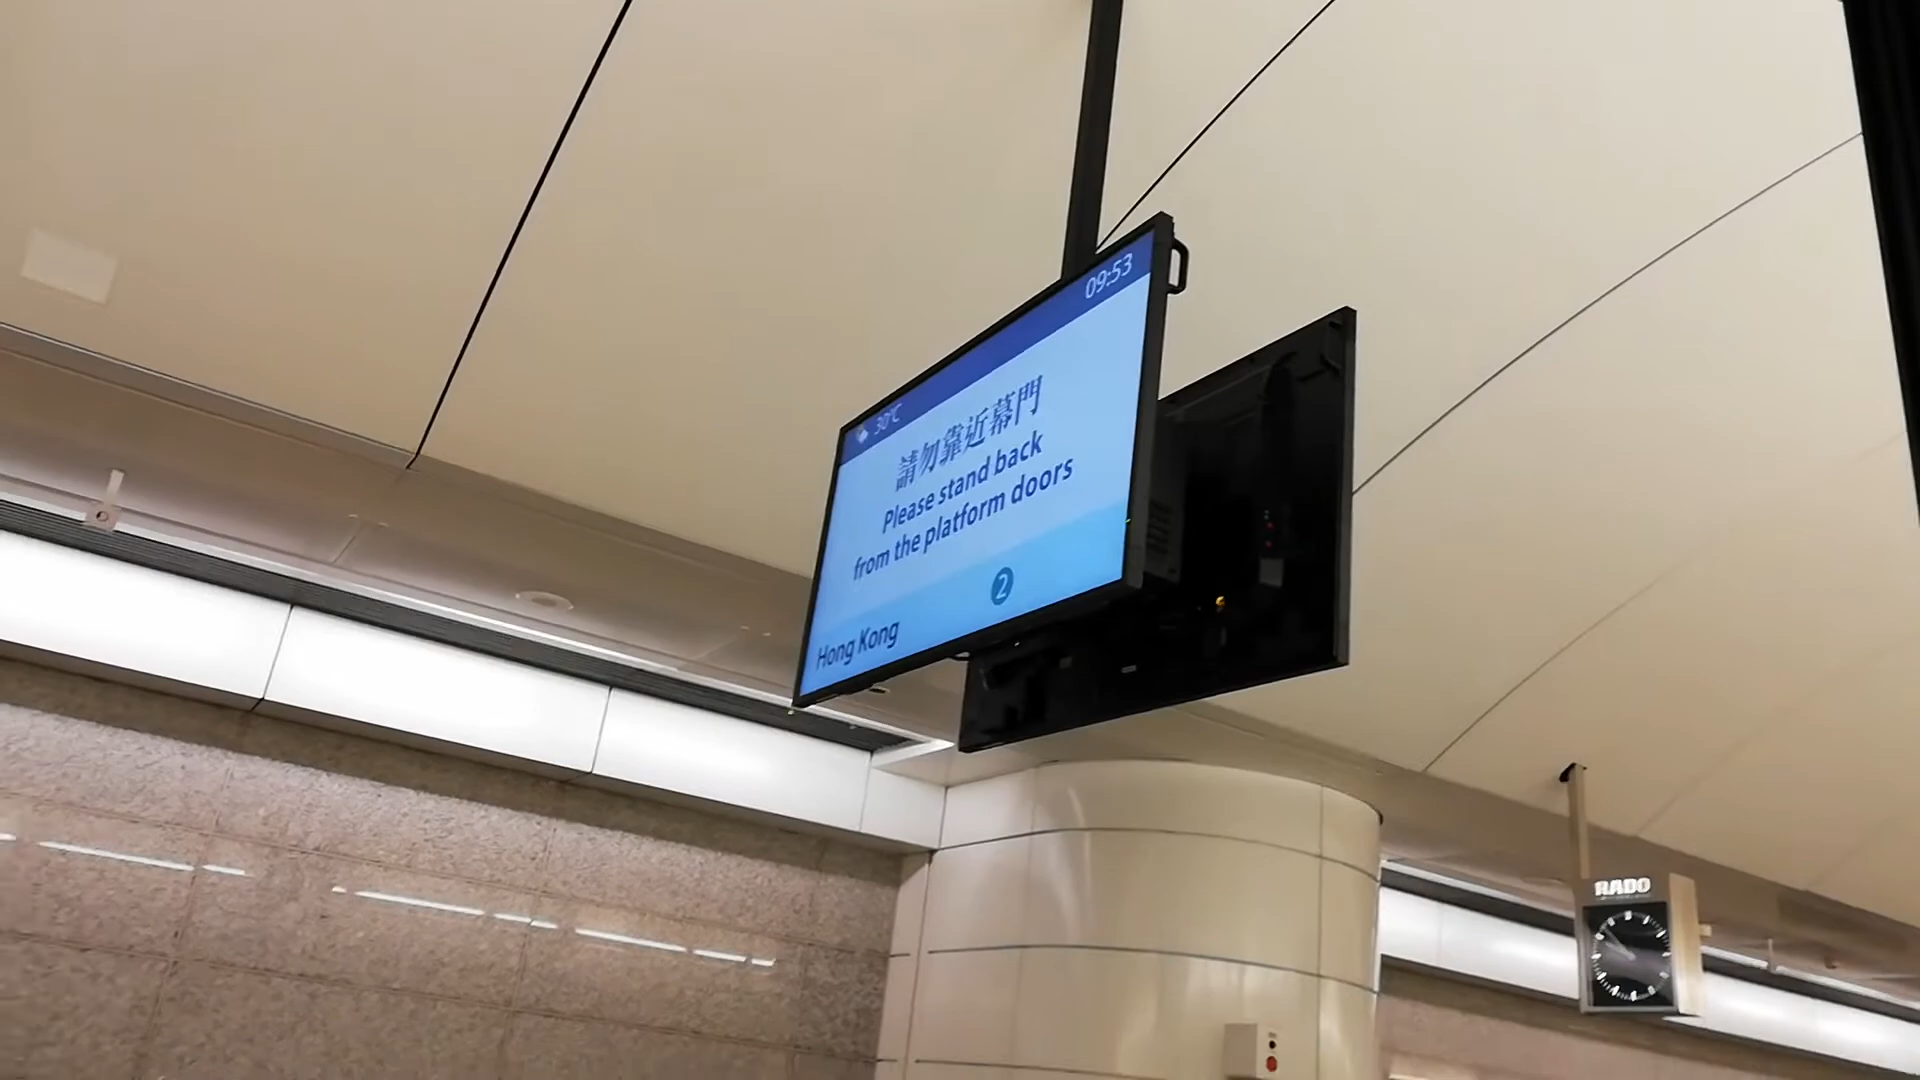 09:53
30°C
請勿靠近幕門
Please stand back
from the platform doors
2
Hong Kong
RADO